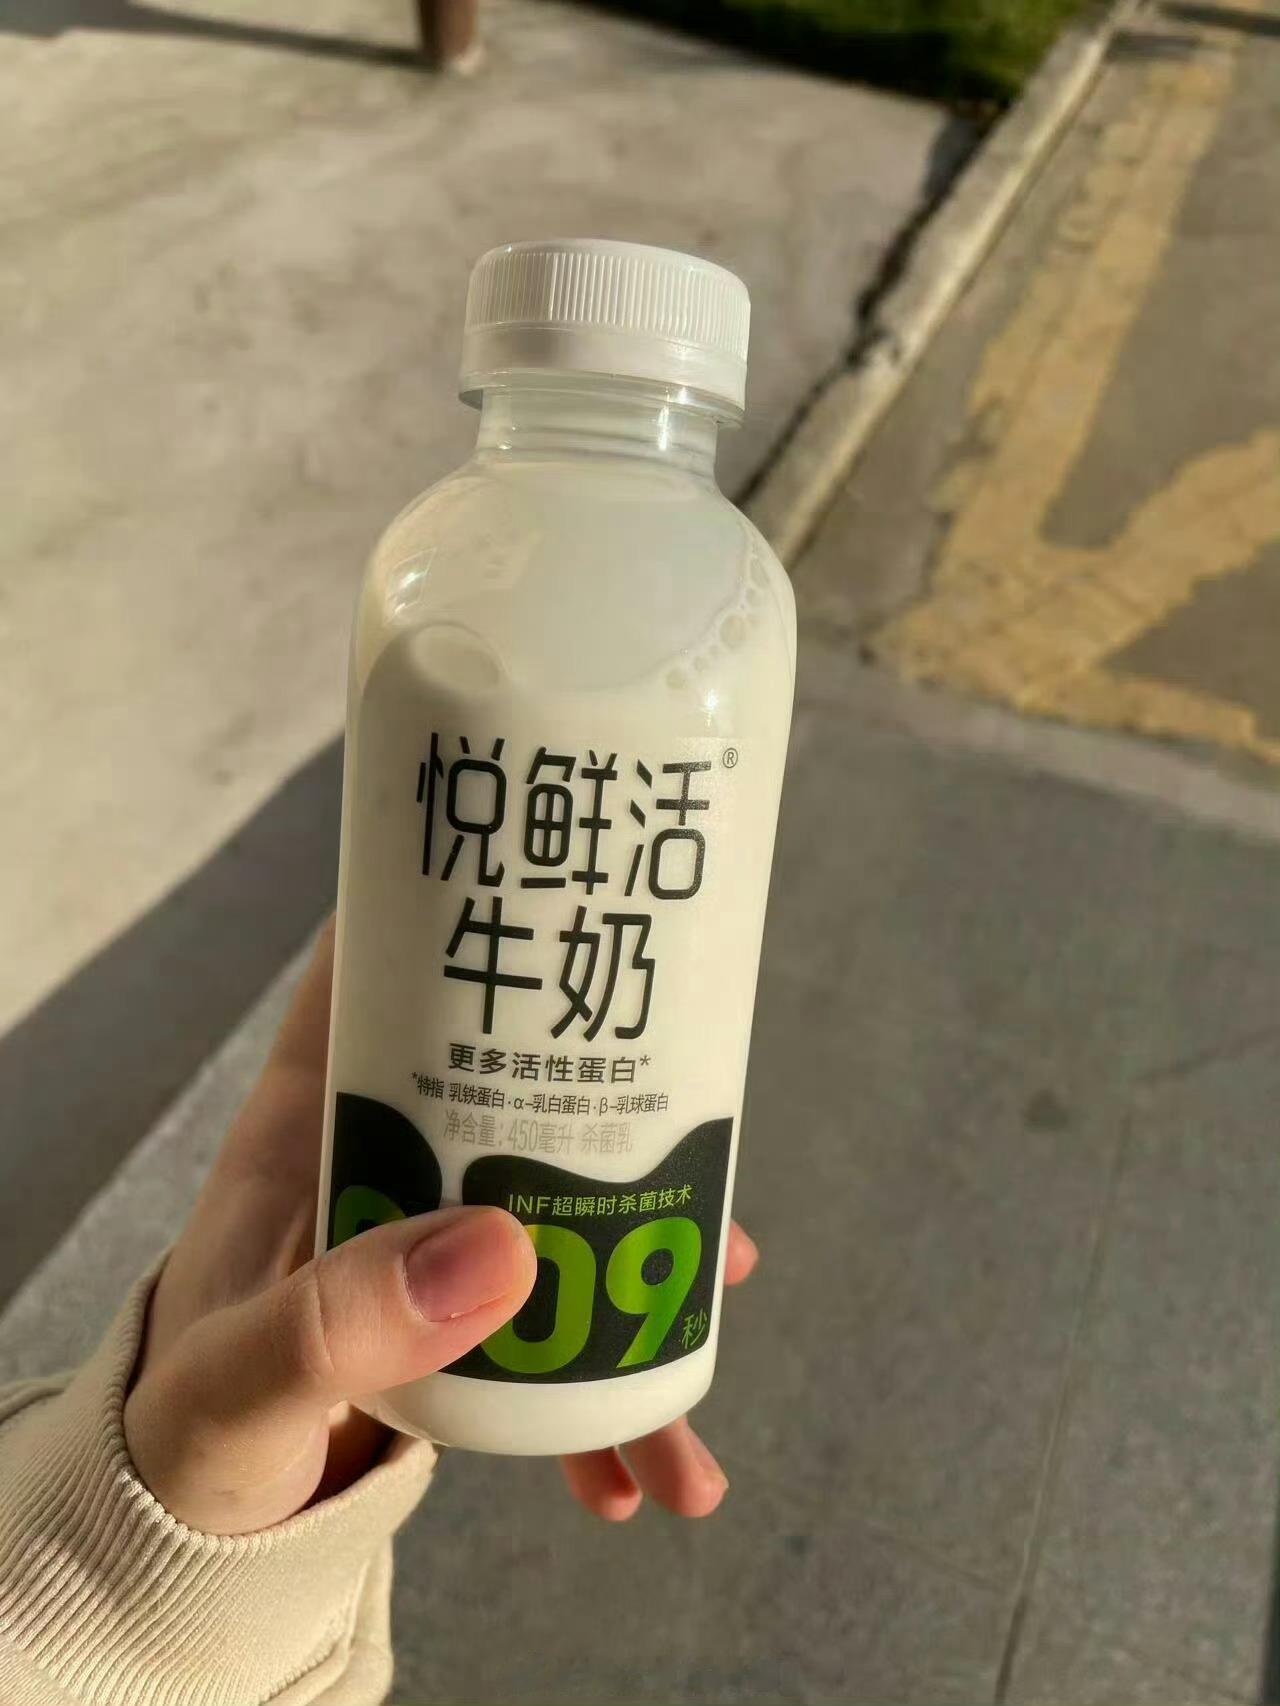 悦鲜活®
牛奶
更多活性蛋白*
*特指 乳铁蛋白·α-乳白蛋白·β-乳球蛋白
净含量:450毫升 杀菌乳
INF超瞬时杀菌技术
09秒